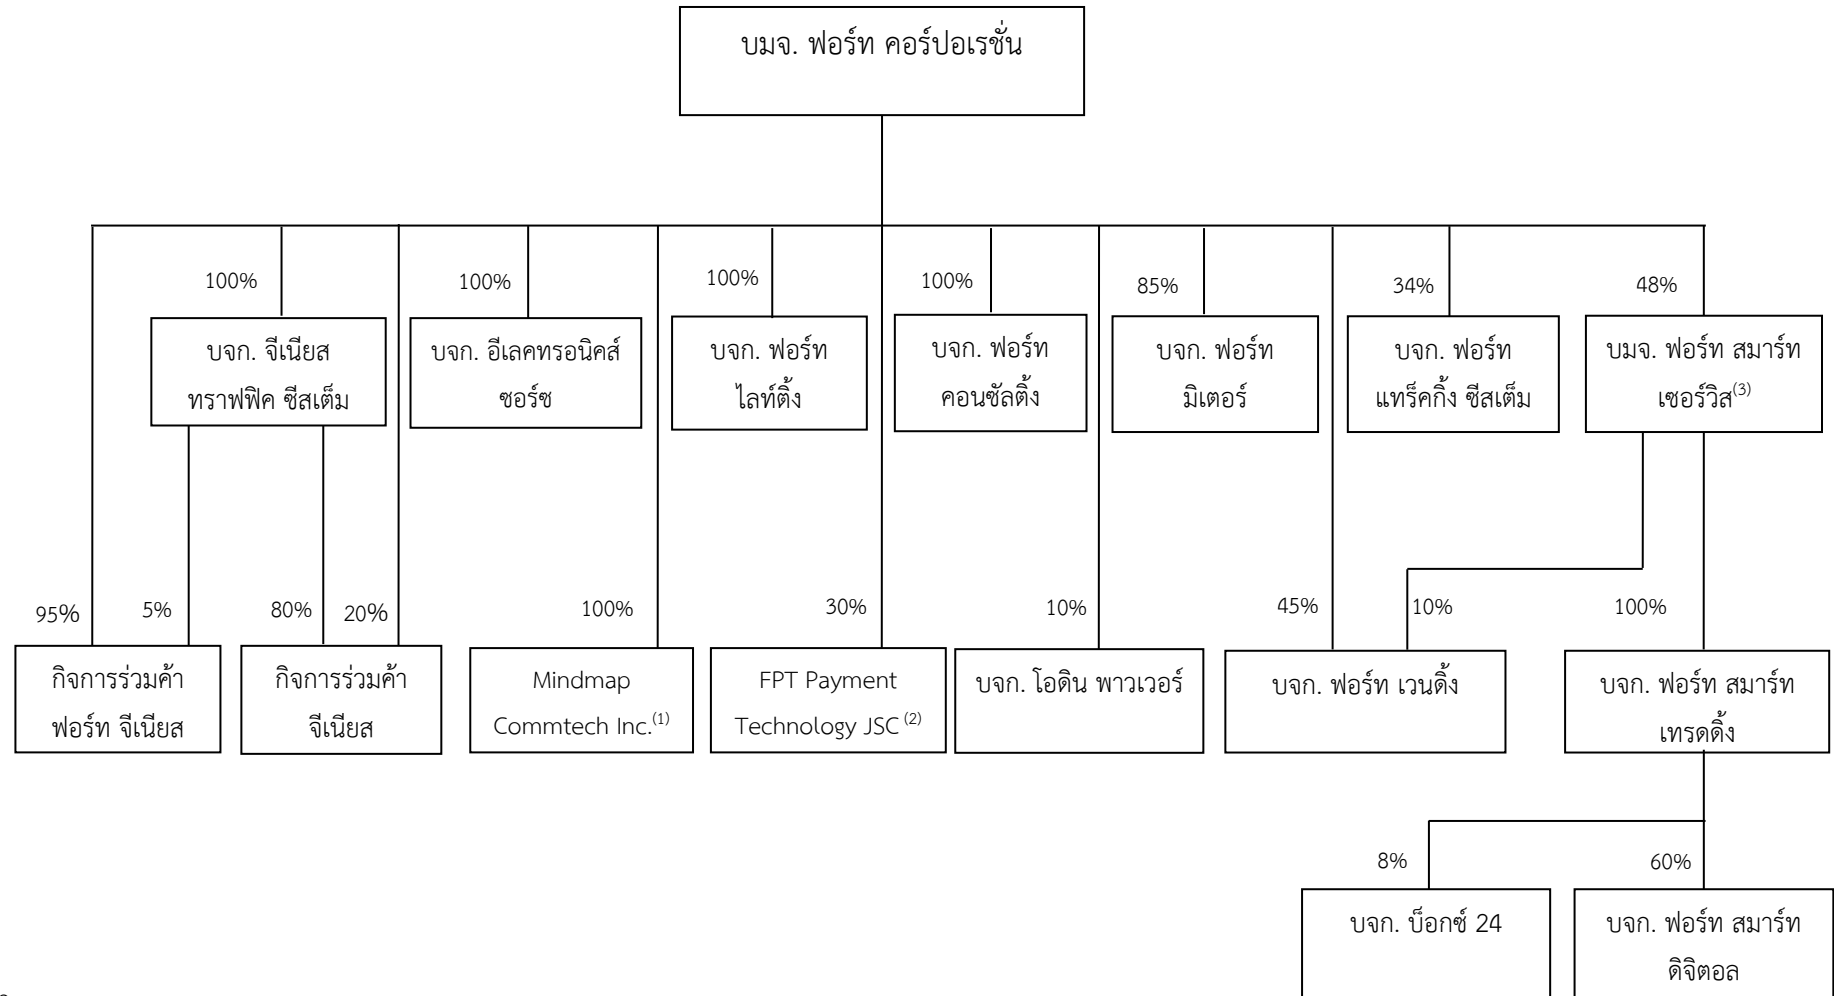 บมจ. ฟอร์ท คอร์ปอเรชั่น
100%
100%
100%
100%
85%
34%
48%
บจก. จีเนียส
ทราฟฟิค ซีสเต็ม
บจก. อีเลคทรอนิคส์
ซอร์ซ
บจก. ฟอร์ท
ไลท์ติ้ง
บจก. ฟอร์ท
คอนซัลติ้ง
บจก. ฟอร์ท
มิเตอร์
บจก. ฟอร์ท
แทร็คกิ้ง ซีสเต็ม
บมจ. ฟอร์ท สมาร์ท
เซอร์วิส(3)
95%
5%
80%
20%
100%
30%
10%
45%
10%
100%
กิจการร่วมค้า
ฟอร์ท จีเนียส
กิจการร่วมค้า
จีเนียส
Mindmap
Commtech Inc.(1)
FPT Payment
Technology JSC (2)
บจก. โอดิน พาวเวอร์
บจก. ฟอร์ท เวนดิ้ง
บจก. ฟอร์ท สมาร์ท
เทรดดิ้ง
8%
60%
บจก. บ็อกซ์ 24
บจก. ฟอร์ท สมาร์ท
ดิจิตอล